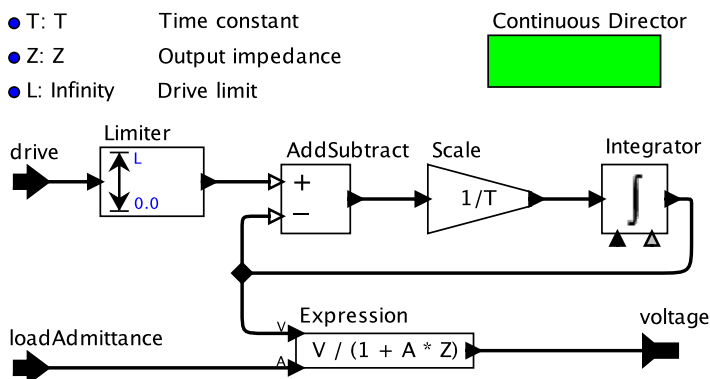 T: T Time constant Continuous Director
Z: Z Output impedance
L: Infinity Drive limit
drive
Limiter
L
0.0
AddSubtract
+
−
Scale
1/T
Integrator
∫
loadAdmittance
V
A
Expression
V / (1 + A * Z)
voltage